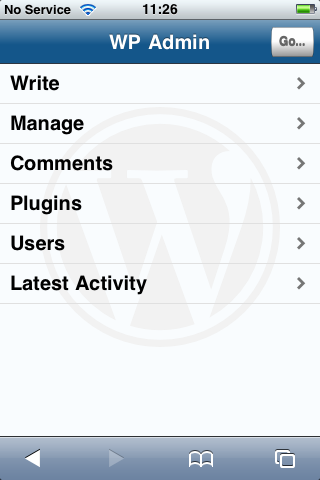 No Service 11:26
WP Admin Go...
Write
Manage
Comments
Plugins
Users
Latest Activity